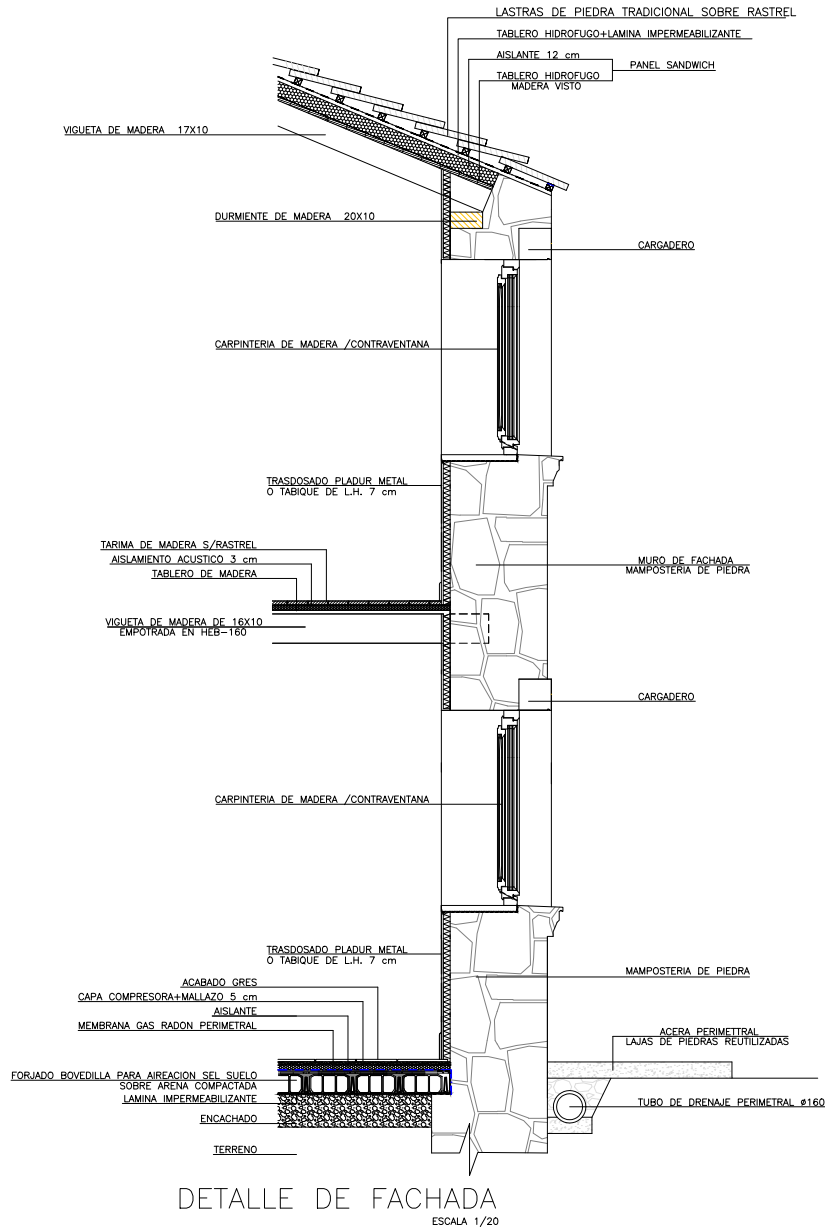 LASTRAS DE PIEDRA TRADICIONAL SOBRE RASTREL
TABLERO HIDROFUGO+LAMINA IMPERMEABILIZANTE
AISLANTE 12 cm
PANEL SANDWICH
TABLERO HIDROFUGO
MADERA VISTO
VIGUETA DE MADERA 17X10
DURMIENTE DE MADERA 20X10
CARGADERO
CARPINTERIA DE MADERA /CONTRAVENTANA
TRASDOSADO PLADUR METAL
O TABIQUE DE L.H. 7 cm
TARIMA DE MADERA S/RASTREL
AISLAMIENTO ACUSTICO 3 cm
TABLERO DE MADERA
MURO DE FACHADA
MAMPOSTERIA DE PIEDRA
VIGUETA DE MADERA DE 16X10
EMPOTRADA EN HEB-160
CARGADERO
CARPINTERIA DE MADERA /CONTRAVENTANA
TRASDOSADO PLADUR METAL
O TABIQUE DE L.H. 7 cm
MAMPOSTERIA DE PIEDRA
ACABADO GRES
CAPA COMPRESORA+MALLAZO 5 cm
AISLANTE
MEMBRANA GAS RADON PERIMETRAL
ACERA PERIMETTRAL
LAJAS DE PIEDRAS REUTILIZADAS
FORJADO BOVEDILLA PARA AIREACION SEL SUELO
SOBRE ARENA COMPACTADA
LAMINA IMPERMEABILIZANTE
TUBO DE DRENAJE PERIMETRAL ø160
ENCACHADO
TERRENO
DETALLE DE FACHADA
ESCALA 1/20